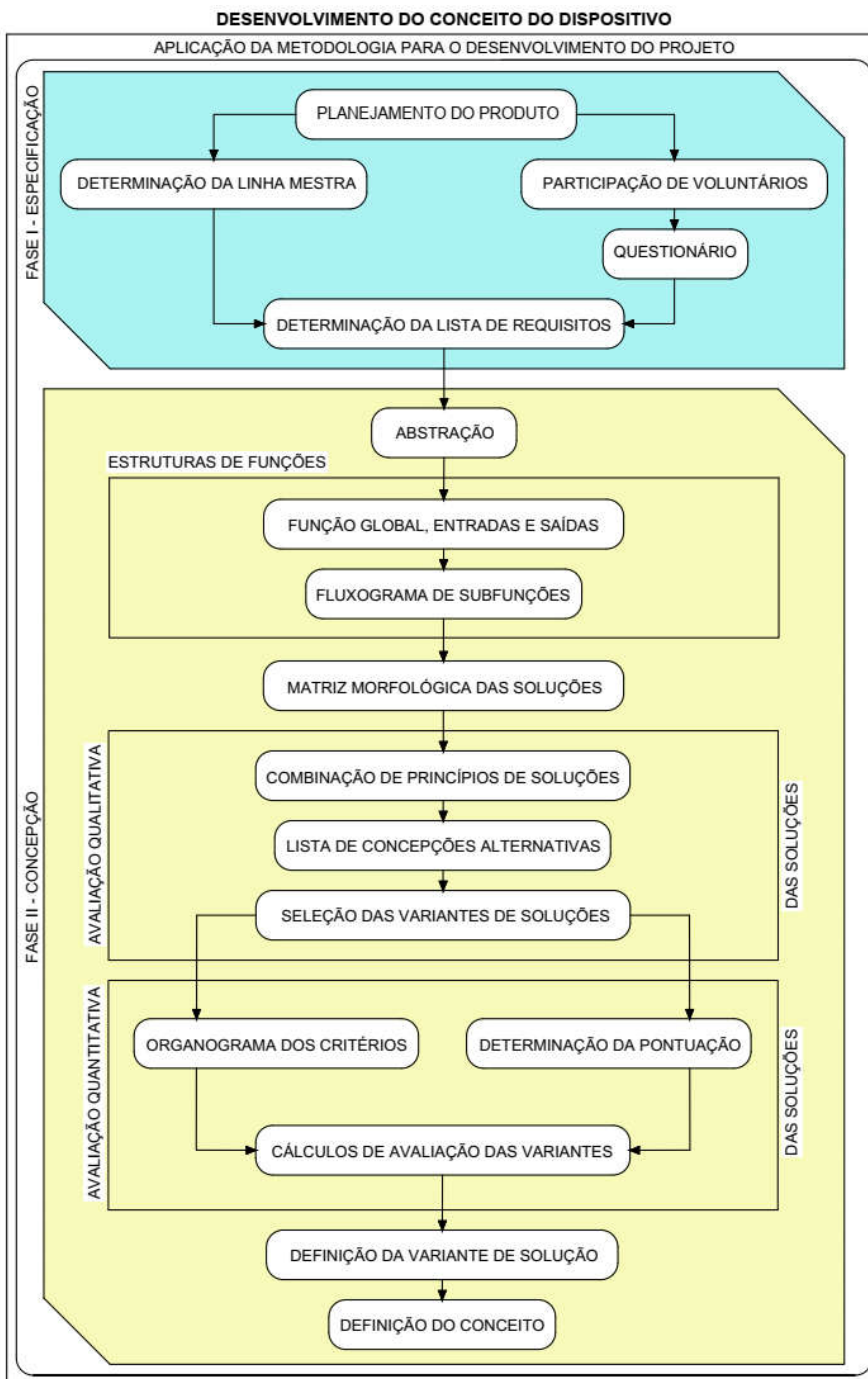 DESENVOLVIMENTO DO CONCEITO DO DISPOSITIVO
APLICAÇÃO DA METODOLOGIA PARA O DESENVOLVIMENTO DO PROJETO
FASE I - ESPECIFICAÇÃO
PLANEJAMENTO DO PRODUTO
DETERMINAÇÃO DA LINHA MESTRA
PARTICIPAÇÃO DE VOLUNTÁRIOS
QUESTIONÁRIO
DETERMINAÇÃO DA LISTA DE REQUISITOS
FASE II - CONCEPÇÃO
ABSTRAÇÃO
ESTRUTURAS DE FUNÇÕES
FUNÇÃO GLOBAL, ENTRADAS E SAÍDAS
FLUXOGRAMA DE SUBFUNÇÕES
MATRIZ MORFOLÓGICA DAS SOLUÇÕES
AVALIAÇÃO QUALITATIVA
DAS SOLUÇÕES
COMBINAÇÃO DE PRINCÍPIOS DE SOLUÇÕES
LISTA DE CONCEPÇÕES ALTERNATIVAS
SELEÇÃO DAS VARIANTES DE SOLUÇÕES
AVALIAÇÃO QUANTITATIVA
DAS SOLUÇÕES
ORGANOGRAMA DOS CRITÉRIOS
DETERMINAÇÃO DA PONTUAÇÃO
CÁLCULOS DE AVALIAÇÃO DAS VARIANTES
DEFINIÇÃO DA VARIANTE DE SOLUÇÃO
DEFINIÇÃO DO CONCEITO